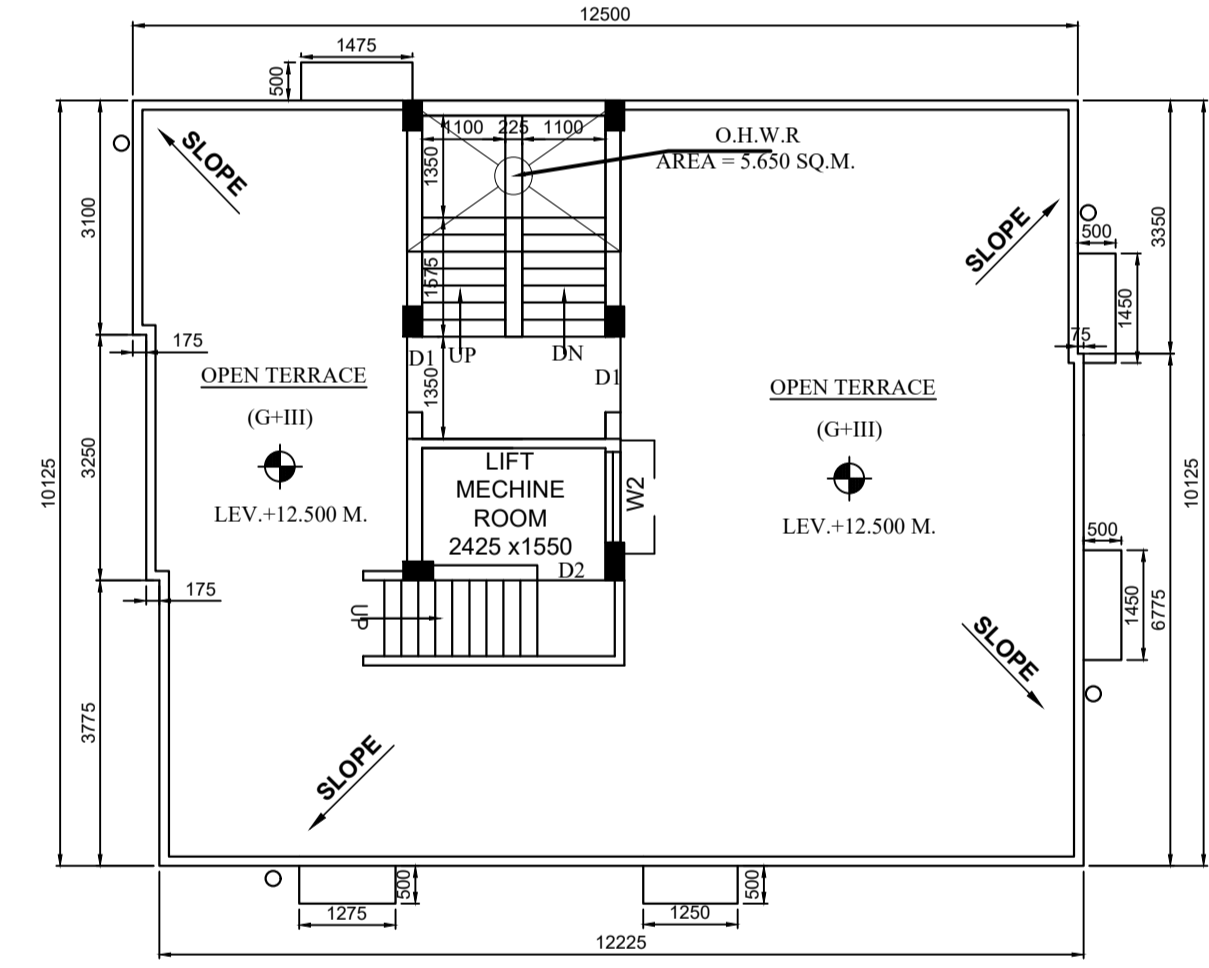 12500
1475
500
1100 225 1100
O.H.W.R
AREA = 5.650 SQ.M.
SLOPE
1350
3100
3350
SLOPE
500
1450
1575
75
175
D1 UP
DN
D1
OPEN TERRACE
(G+III)
LEV.+12.500 M.
1350
OPEN TERRACE
(G+III)
LEV.+12.500 M.
10125
3250
10125
LIFT
MECHINE
ROOM
2425 x1550
W2
D2
500
1450
6775
175
UP
SLOPE
3775
SLOPE
500
1275
500
1250
12225